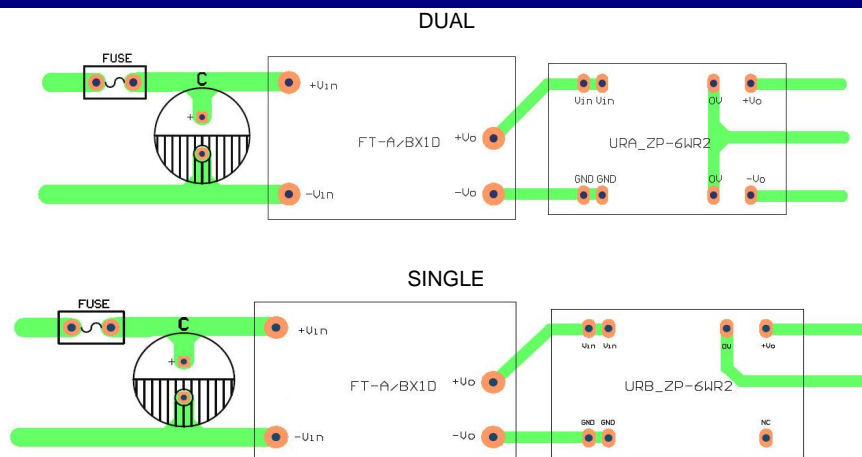 DUAL
FUSE
C
+Vin
Vin Vin
0V +Vo
+
FT-A/BX1D
+Vo
URA_ZP-6WR2
-Vin
-Vo
GND GND
0V -Vo
SINGLE
FUSE
C
+Vin
Vin Vin
0V +Vo
+
FT-A/BX1D
+Vo
URB_ZP-6WR2
-Vin
-Vo
GND GND
NC